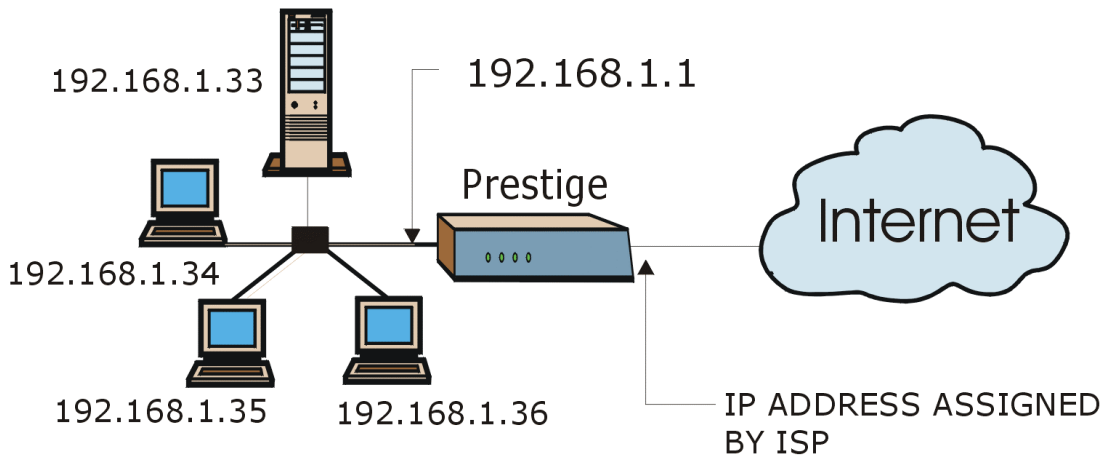 192.168.1.33
192.168.1.1
Prestige
Internet
192.168.1.34
192.168.1.35
192.168.1.36
IP ADDRESS ASSIGNED
BY ISP